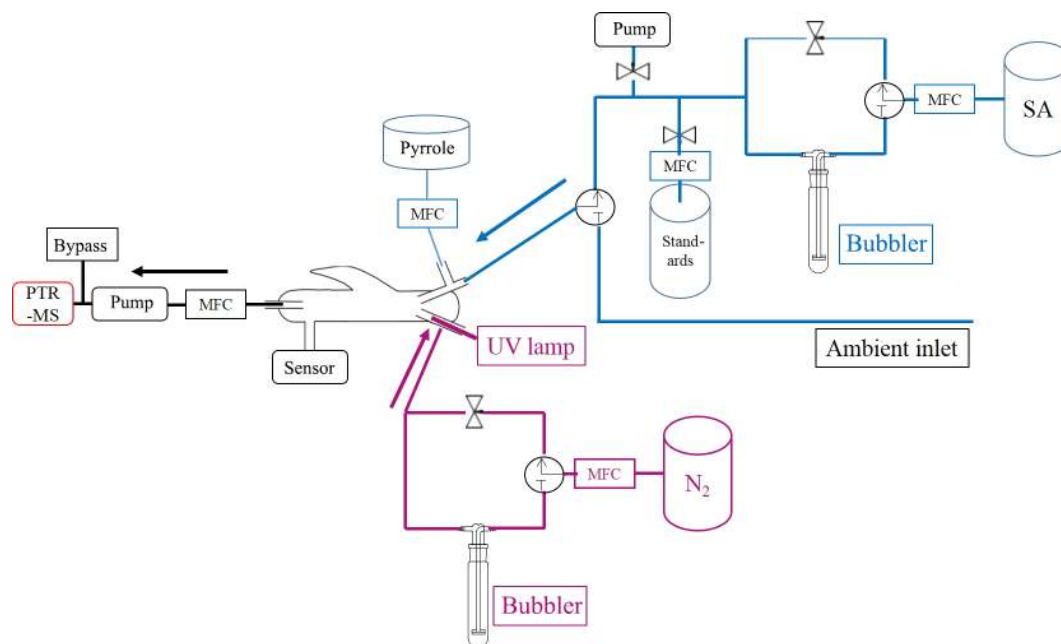 Pump
MFC
SA
Pyrrole
MFC
MFC
Stand-
ards
Bubbler
Bypass
PTR
-MS
Pump
MFC
UV lamp
Ambient inlet
Sensor
MFC
N₂
Bubbler